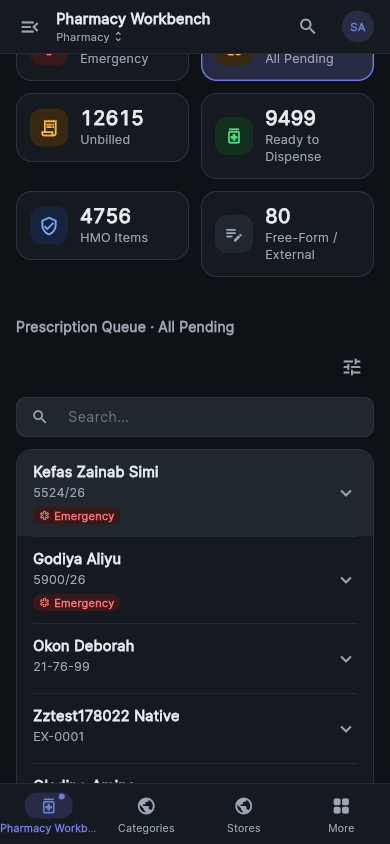 Pharmacy Workbench
Pharmacy
SA
Emergency
All Pending
12615
Unbilled
9499
Ready to
Dispense
4756
HMO Items
80
Free-Form /
External
Prescription Queue · All Pending
Search...
Kefas Zainab Simi
5524/26
Emergency
Godiya Aliyu
5900/26
Emergency
Okon Deborah
21-76-99
Zztest178022 Native
EX-0001
Pharmacy Workb...
Categories
Stores
More